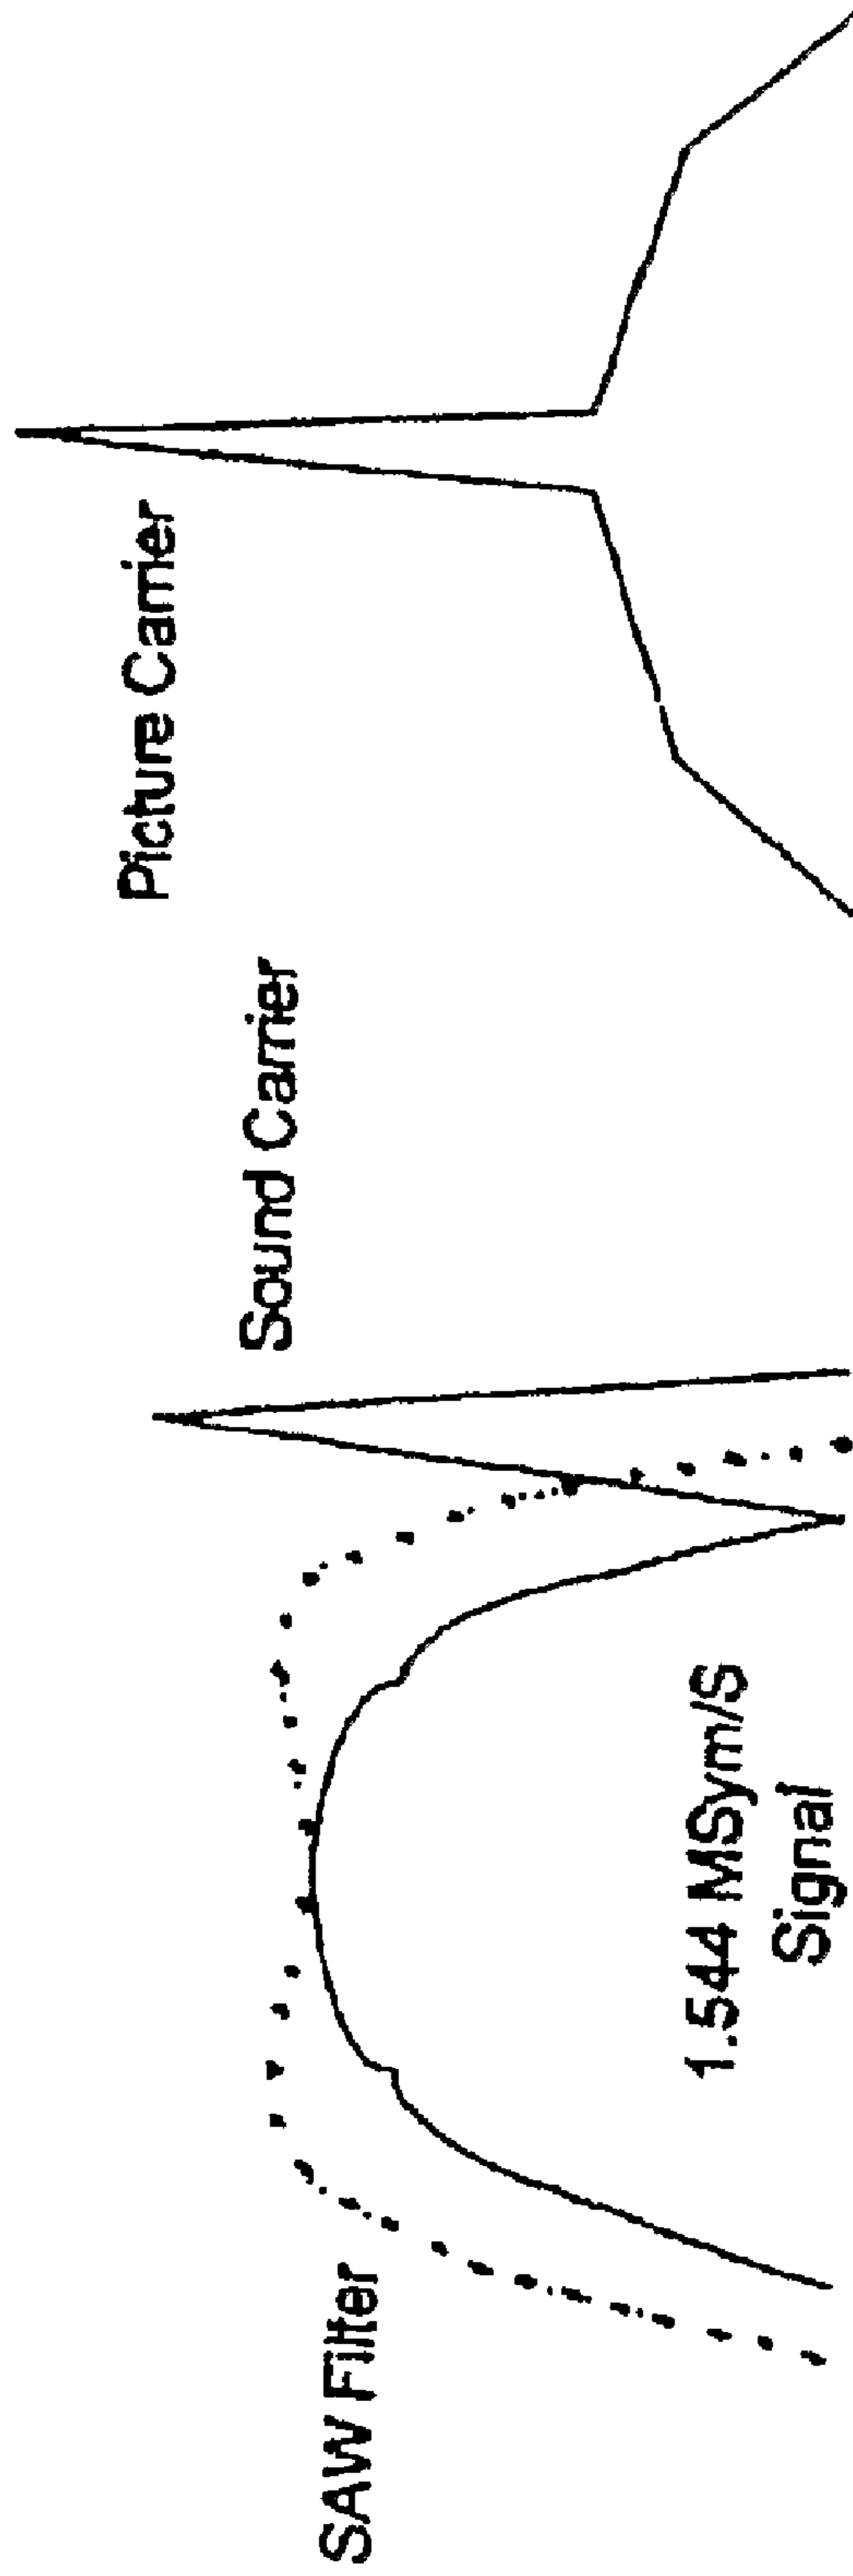 SAW Filter
1.544 MSym/S
Signal
Sound Carrier
Picture Carrier